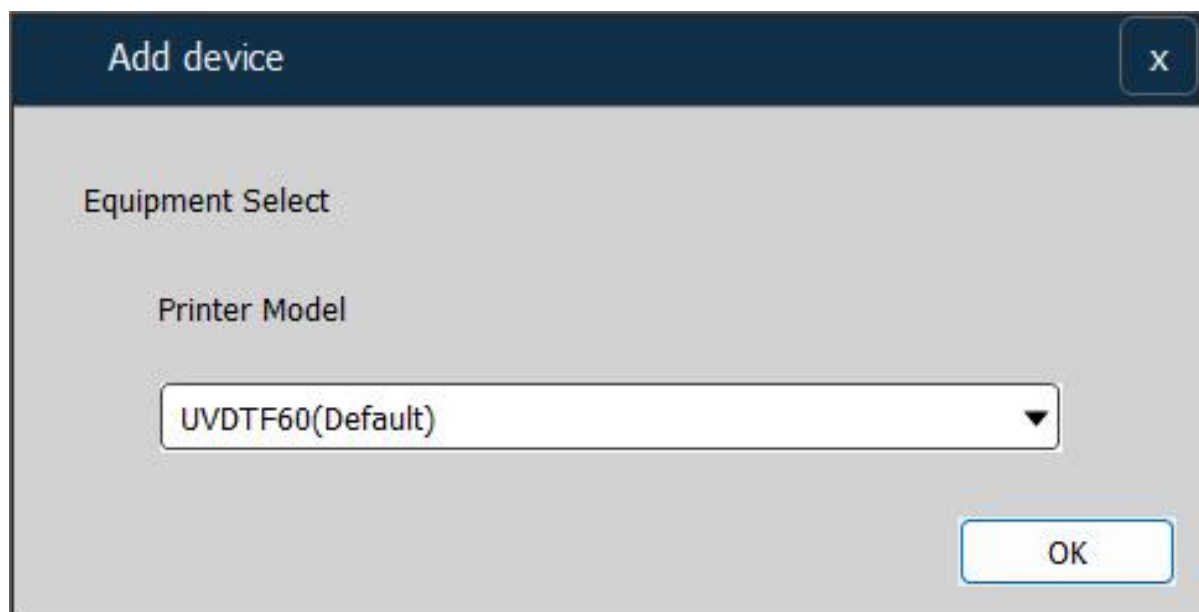 Add device
x
Equipment Select
Printer Model
UVDTF60(Default)
OK